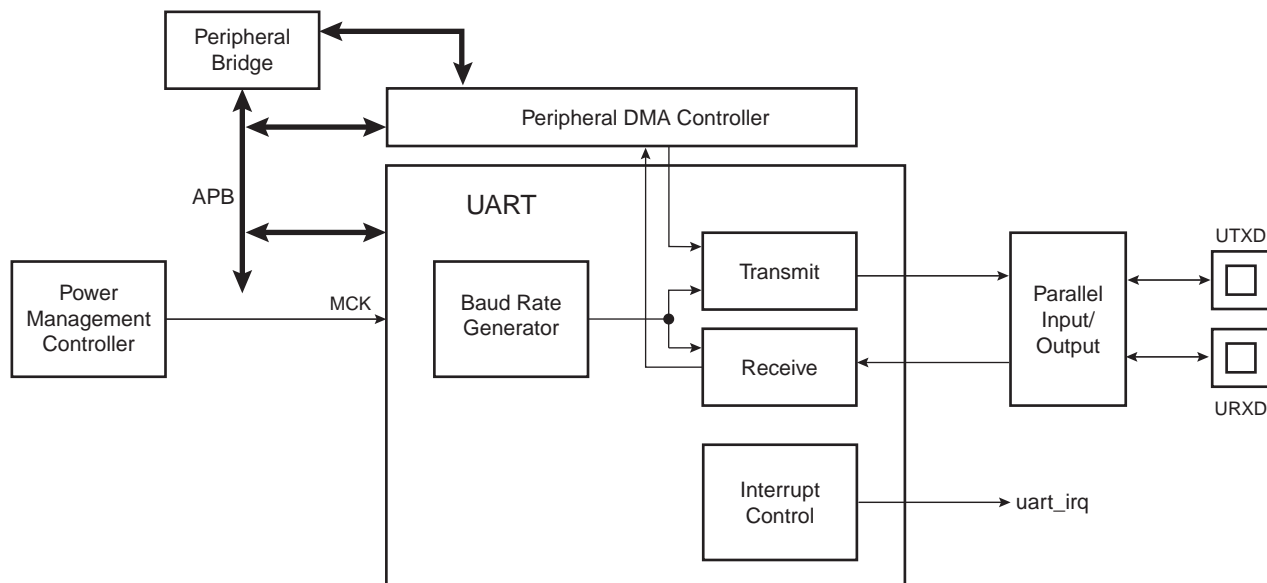 Peripheral
Bridge
Peripheral DMA Controller
APB
UART
UTXD
Transmit
Power
Management
Controller
MCK
Baud Rate
Generator
Parallel
Input/
Output
Receive
URXD
Interrupt
Control
uart_irq